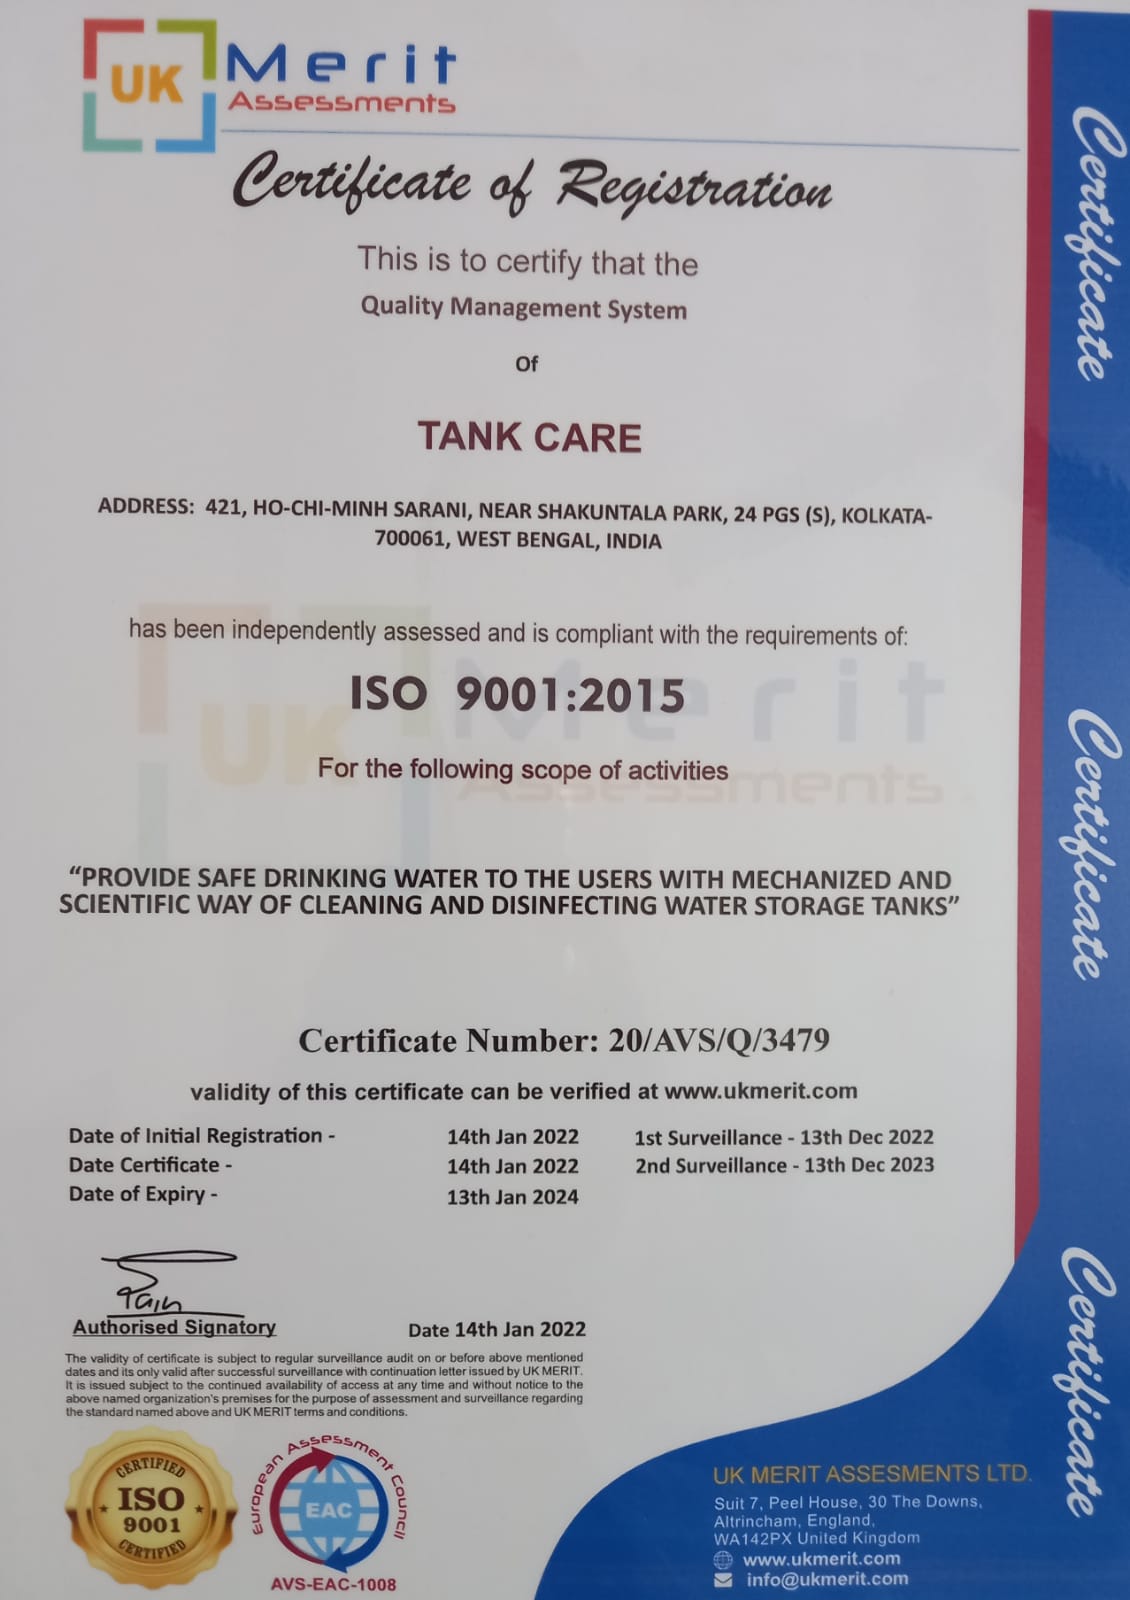 UK Merit
Assessments
Certificate of Registration
This is to certify that the
Quality Management System
Of
TANK CARE
ADDRESS: 421, HO-CHI-MINH SARANI, NEAR SHAKUNTALA PARK, 24 PGS (S), KOLKATA-
700061, WEST BENGAL, INDIA
has been independently assessed and is compliant with the requirements of:
UK Merit
Assessments
ISO 9001:2015
For the following scope of activities
“PROVIDE SAFE DRINKING WATER TO THE USERS WITH MECHANIZED AND
SCIENTIFIC WAY OF CLEANING AND DISINFECTING WATER STORAGE TANKS”
Certificate Number: 20/AVS/Q/3479
validity of this certificate can be verified at www.ukmerit.com
Date of Initial Registration - 14th Jan 2022 1st Surveillance - 13th Dec 2022
Date Certificate - 14th Jan 2022 2nd Surveillance - 13th Dec 2023
Date of Expiry - 13th Jan 2024
Authorised Signatory Date 14th Jan 2022
The validity of certificate is subject to regular surveillance audit on or before above mentioned
dates and its only valid after successful surveillance with continuation letter issued by UK MERIT.
It is issued subject to the continued availability of access at any time and without notice to the
above named organization's premises for the purpose of assessment and surveillance regarding
the standard named above and UK MERIT terms and conditions.
CERTIFIED
ISO
9001
CERTIFIED
European Assessment Council
EAC
AVS-EAC-1008
UK MERIT ASSESMENTS LTD.
Suit 7, Peel House, 30 The Downs,
Altrincham, England,
WA142PX United Kingdom
www.ukmerit.com
info@ukmerit.com
Certificate
Certificate
Certificate